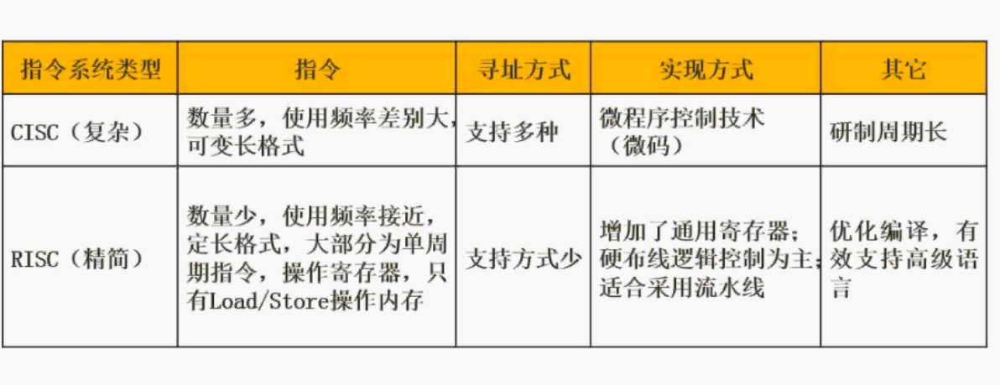 指令系统类型
指令
寻址方式
实现方式
其它
CISC（复杂）
数量多，使用频率差别大，
可变长格式
支持多种
微程序控制技术
（微码）
研制周期长
RISC（精简）
数量少，使用频率接近，
定长格式，大部分为单周
期指令，操作寄存器，只
有Load/Store操作内存
支持方式少
增加了通用寄存器；
硬布线逻辑控制为主；
适合采用流水线
优化编译，有
效支持高级语
言